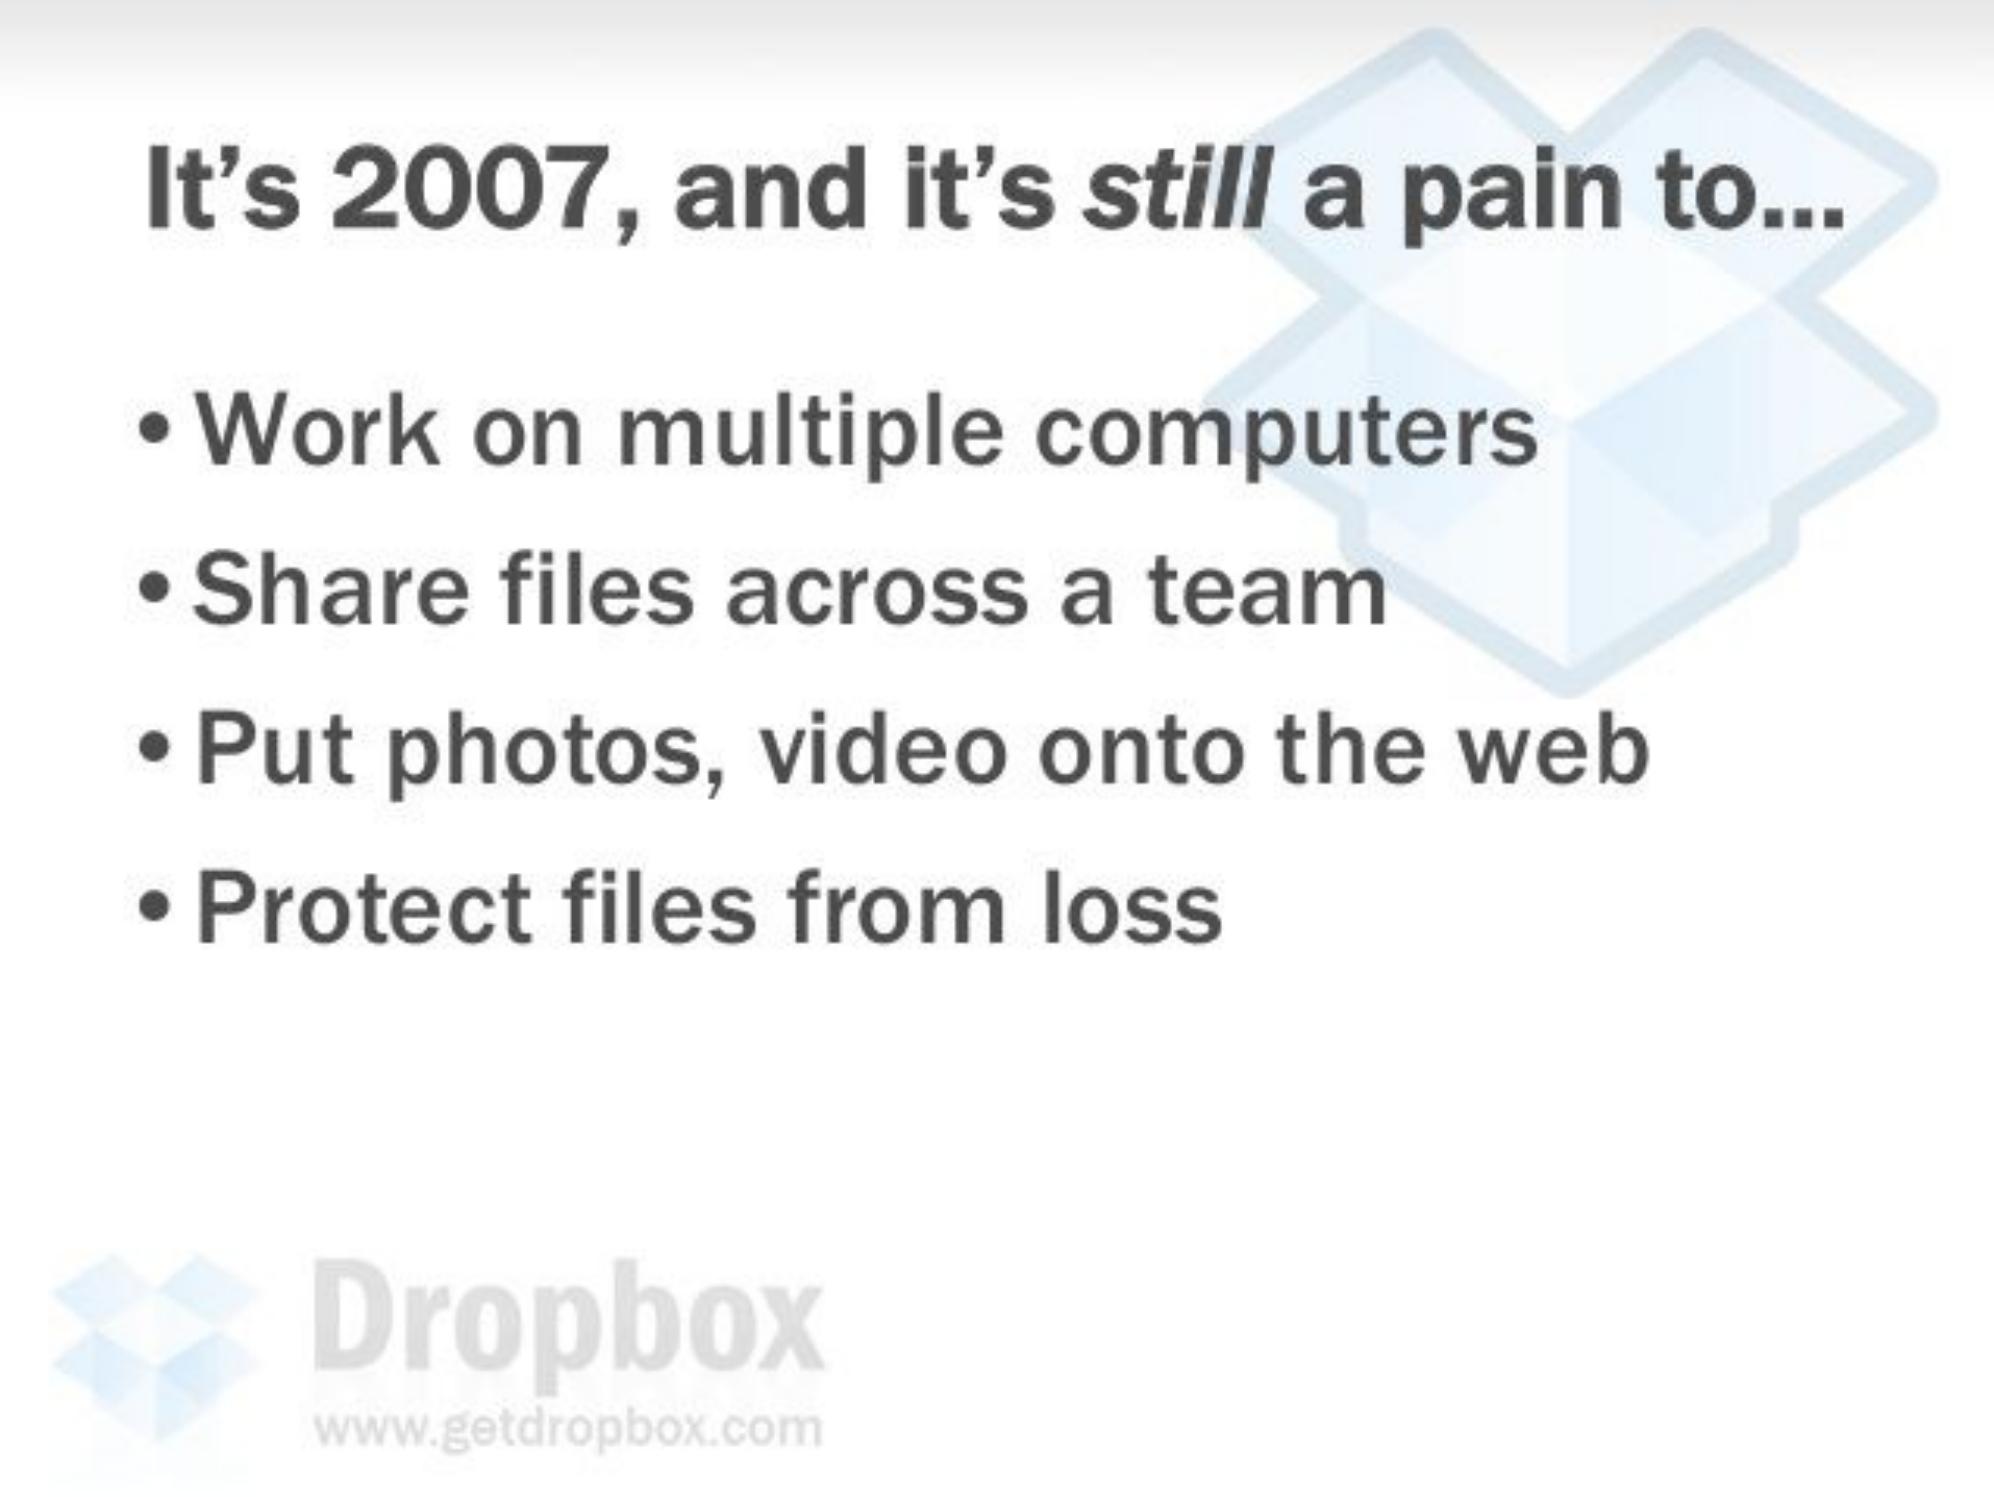 It’s 2007, and it’s still a pain to...
• Work on multiple computers
• Share files across a team
• Put photos, video onto the web
• Protect files from loss
Dropbox
www.getdropbox.com